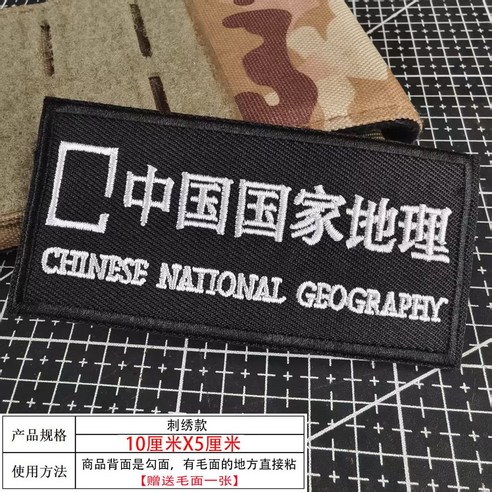 中国国家地理
CHINESE NATIONAL GEOGRAPHY
产品规格
刺绣款
10厘米X5厘米
使用方法
商品背面是勾面，有毛面的地方直接粘
【赠送毛面一张】